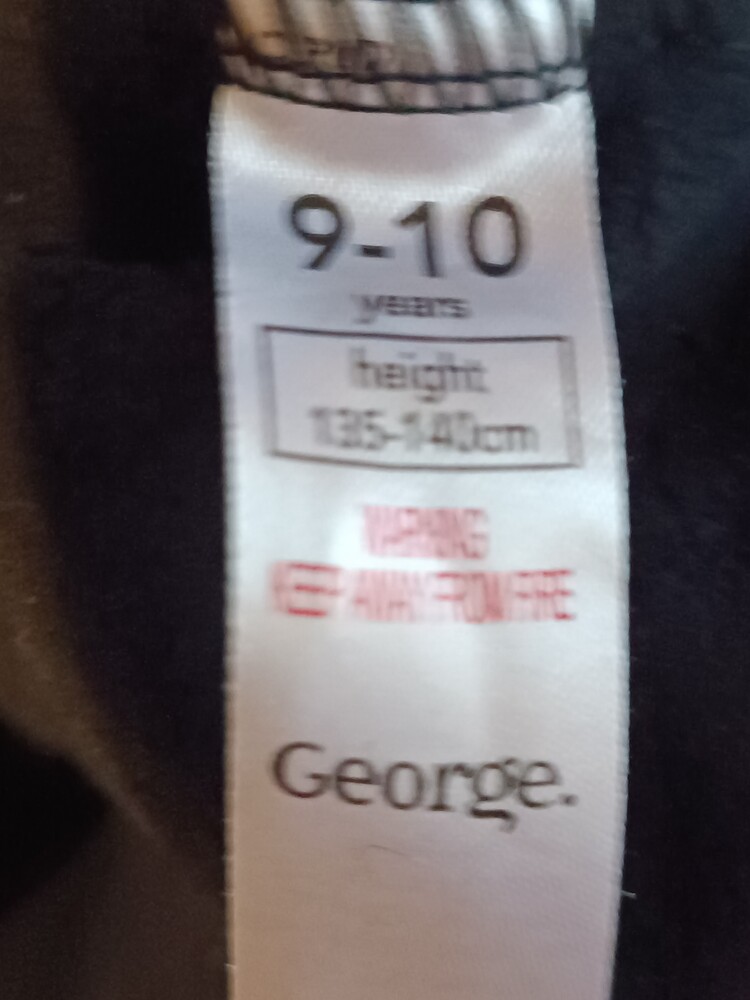 9-10
years
height
135-140cm
WARNING
KEEP AWAY FROM FIRE
George.